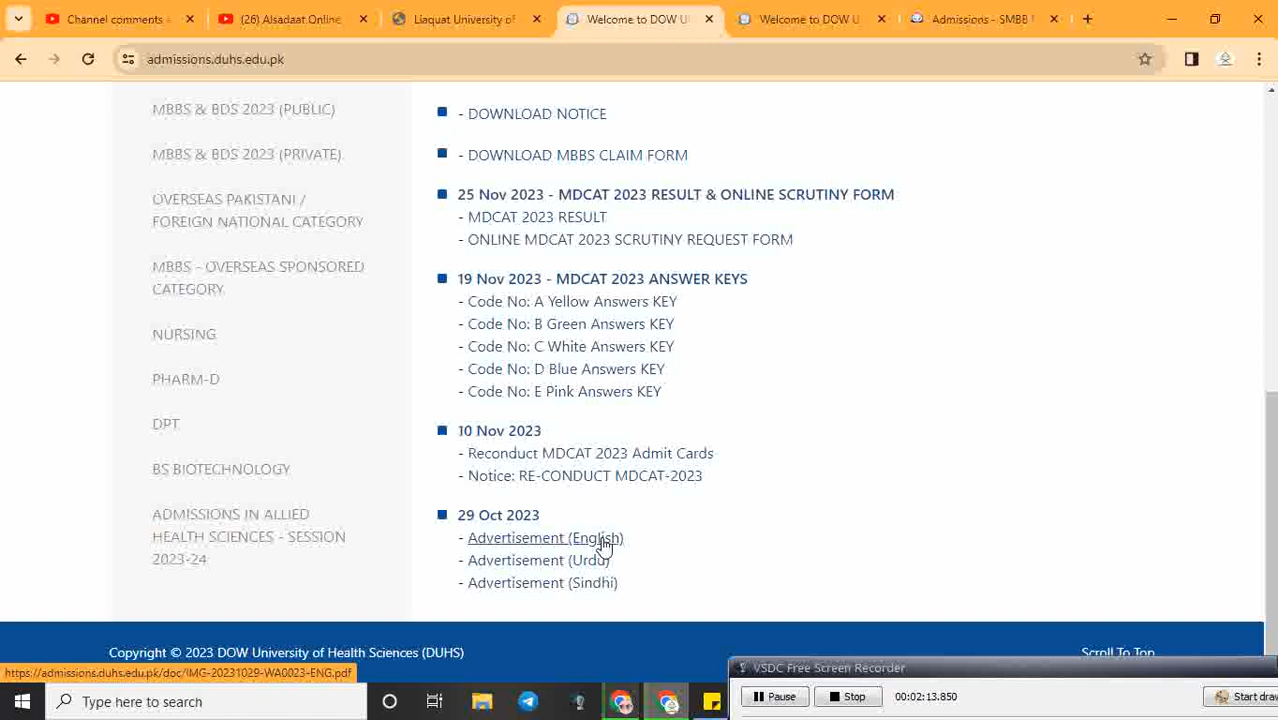 Channel comments &
(26) Alsadaat Online
Liaquat University of
Welcome to DOW U
Welcome to DOW U
Admissions - SMBB
admissions.duhs.edu.pk
MBBS & BDS 2023 (PUBLIC)
MBBS & BDS 2023 (PRIVATE)
OVERSEAS PAKISTANI /
FOREIGN NATIONAL CATEGORY
MBBS - OVERSEAS SPONSORED
CATEGORY
NURSING
PHARM-D
DPT
BS BIOTECHNOLOGY
ADMISSIONS IN ALLIED
HEALTH SCIENCES - SESSION
2023-24
- DOWNLOAD NOTICE
- DOWNLOAD MBBS CLAIM FORM
25 Nov 2023 - MDCAT 2023 RESULT & ONLINE SCRUTINY FORM
- MDCAT 2023 RESULT
- ONLINE MDCAT 2023 SCRUTINY REQUEST FORM
19 Nov 2023 - MDCAT 2023 ANSWER KEYS
- Code No: A Yellow Answers KEY
- Code No: B Green Answers KEY
- Code No: C White Answers KEY
- Code No: D Blue Answers KEY
- Code No: E Pink Answers KEY
10 Nov 2023
- Reconduct MDCAT 2023 Admit Cards
- Notice: RE-CONDUCT MDCAT-2023
29 Oct 2023
- Advertisement (English)
- Advertisement (Urdu)
- Advertisement (Sindhi)
Copyright © 2023 DOW University of Health Sciences (DUHS)
Scroll To Top
https://admissions.duhs.edu.pk/doc/IMG-20231029-WA0023-ENG.pdf
VSDC Free Screen Recorder
Pause
Stop
00:02:13.850
Start draw
Type here to search